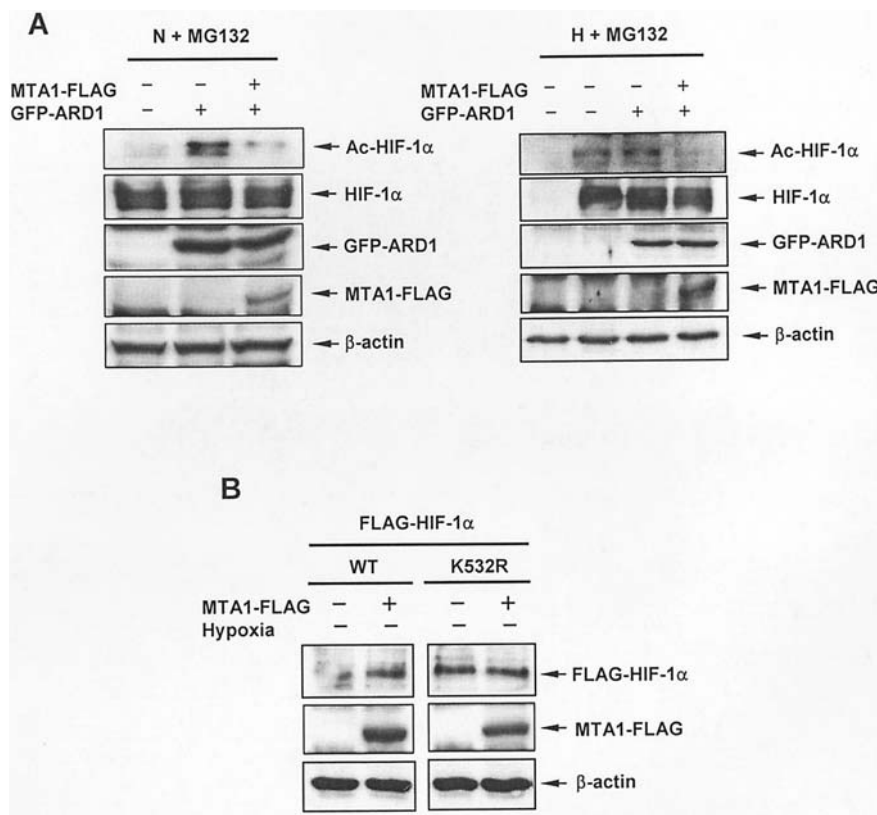 A
N + MG132
MTA1-FLAG – – +
GFP-ARD1 – + +
Ac-HIF-1α
HIF-1α
GFP-ARD1
MTA1-FLAG
β-actin
H + MG132
MTA1-FLAG – – – +
GFP-ARD1 – – + +
Ac-HIF-1α
HIF-1α
GFP-ARD1
MTA1-FLAG
β-actin
B
FLAG-HIF-1α
WT K532R
MTA1-FLAG – + – +
Hypoxia – – – –
FLAG-HIF-1α
MTA1-FLAG
β-actin